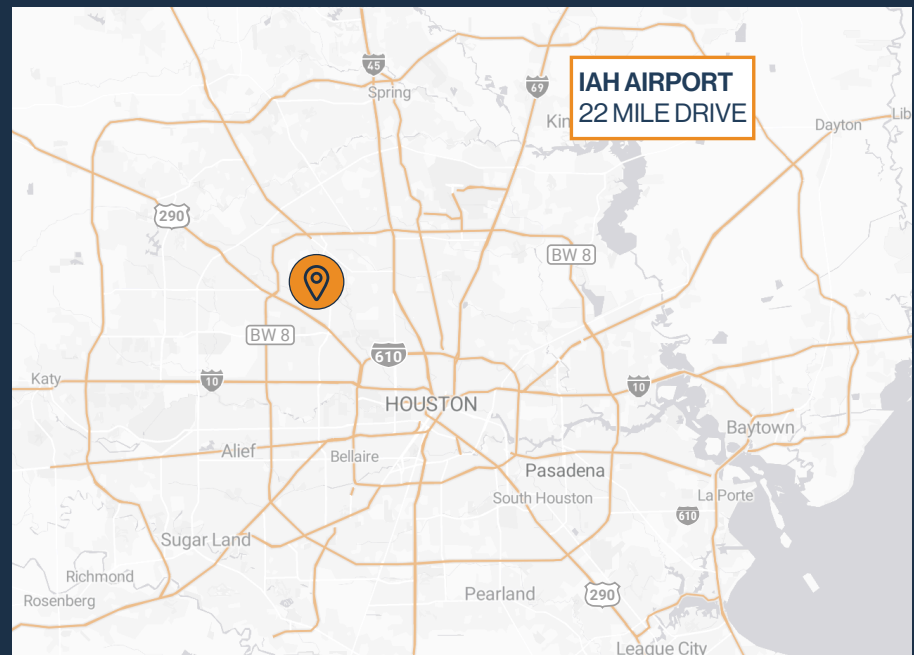 45
Spring
69
IAH AIRPORT
22 MILE DRIVE
Kin
Lib
Dayton
290
BW 8
BW 8
610
Katy
10
10
HOUSTON
Baytown
Alief
Bellaire
Pasadena
South Houston
La Porte
610
Sugar Land
Richmond
Rosenberg
Pearland
290
League City